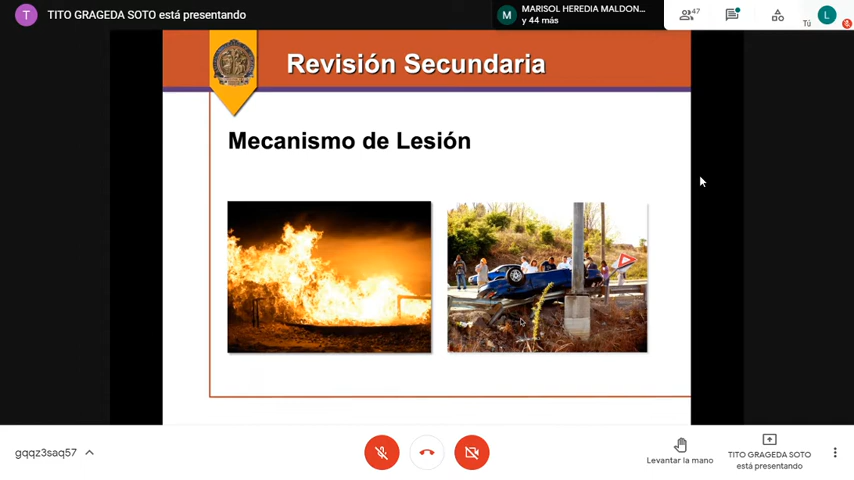 T
TITO GRAGEDA SOTO está presentando
M
MARISOL HEREDIA MALDON...
y 44 más
47
Tú
L
Revisión Secundaria
Mecanismo de Lesión
gqqz3saq57
Levantar la mano
TITO GRAGEDA SOTO
está presentando